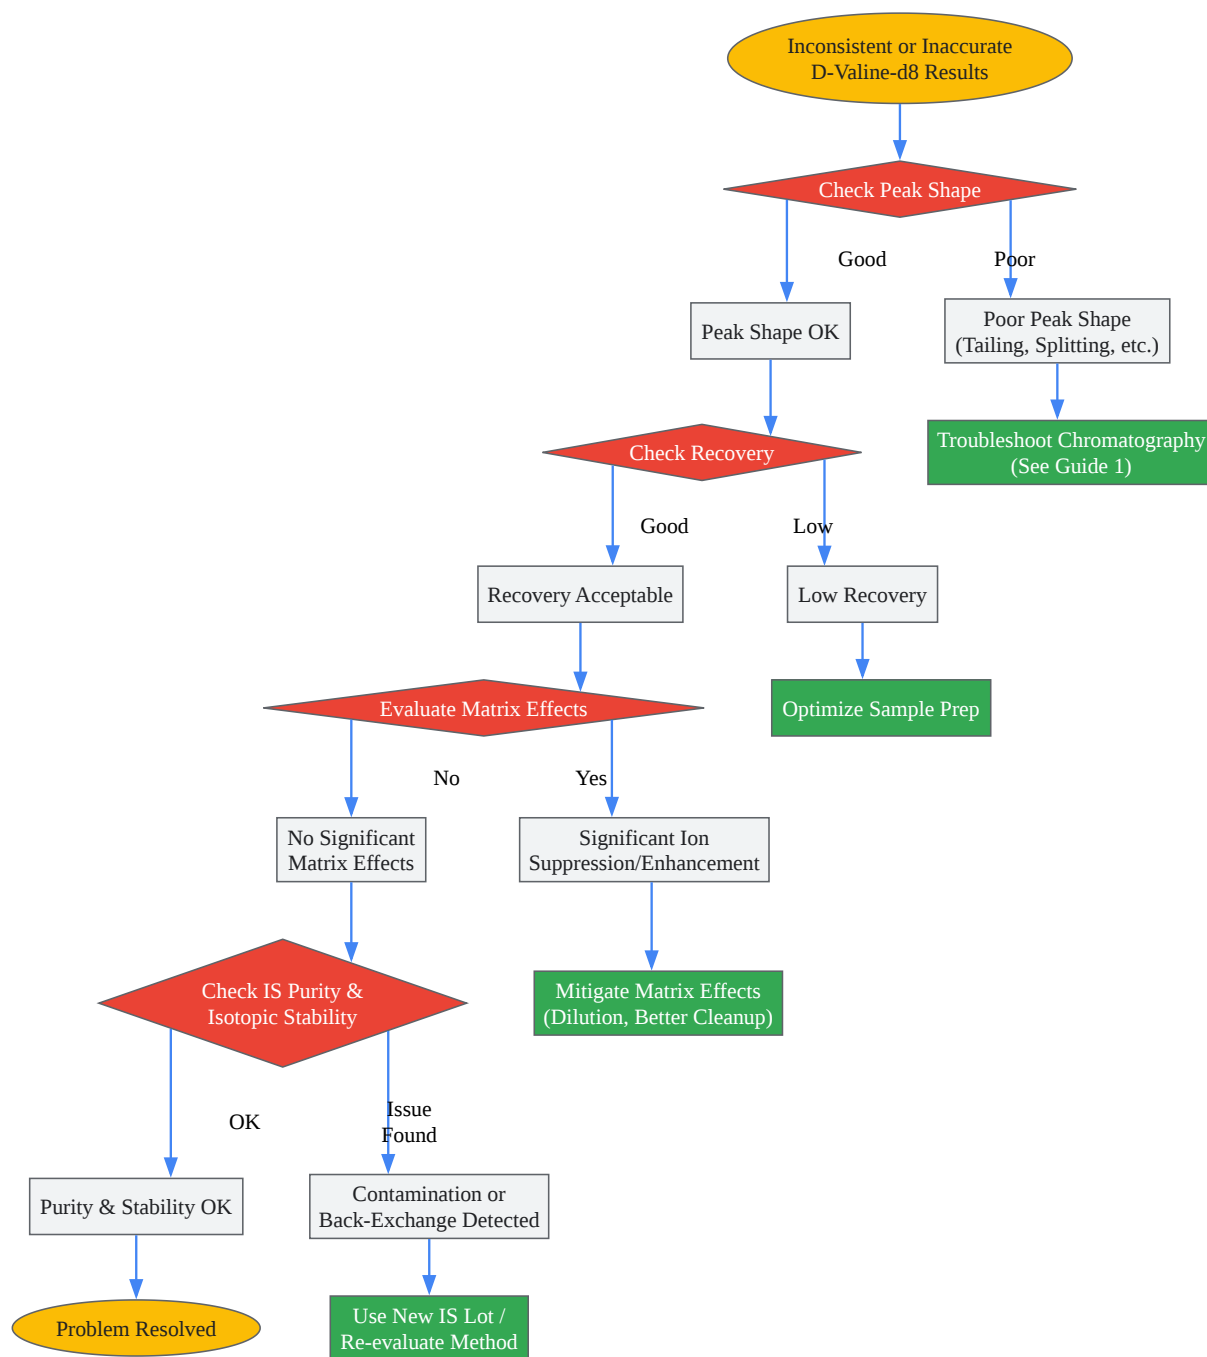 Inconsistent or Inaccurate
D-Valine-d8 Results
Check Peak Shape
Good
Poor
Peak Shape OK
Poor Peak Shape
(Tailing, Splitting, etc.)
Troubleshoot Chromatography
(See Guide 1)
Check Recovery
Good
Low
Recovery Acceptable
Low Recovery
Optimize Sample Prep
Evaluate Matrix Effects
No
Yes
No Significant
Matrix Effects
Significant Ion
Suppression/Enhancement
Mitigate Matrix Effects
(Dilution, Better Cleanup)
Check IS Purity &
Isotopic Stability
OK
Issue
Found
Purity & Stability OK
Contamination or
Back-Exchange Detected
Problem Resolved
Use New IS Lot /
Re-evaluate Method